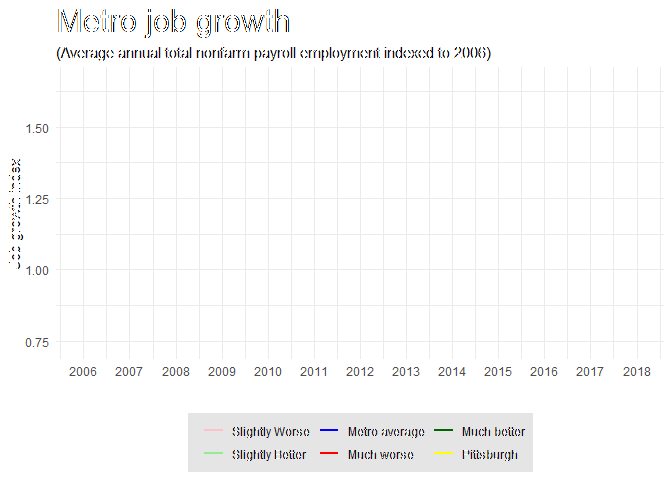 Metro job growth
(Average annual total nonfarm payroll employment indexed to 2006)
Job growth index
1.50
1.25
1.00
0.75
2006 2007 2008 2009 2010 2011 2012 2013 2014 2015 2016 2017 2018
Slightly Worse Metro average Much better
Slightly Better Much worse Pittsburgh